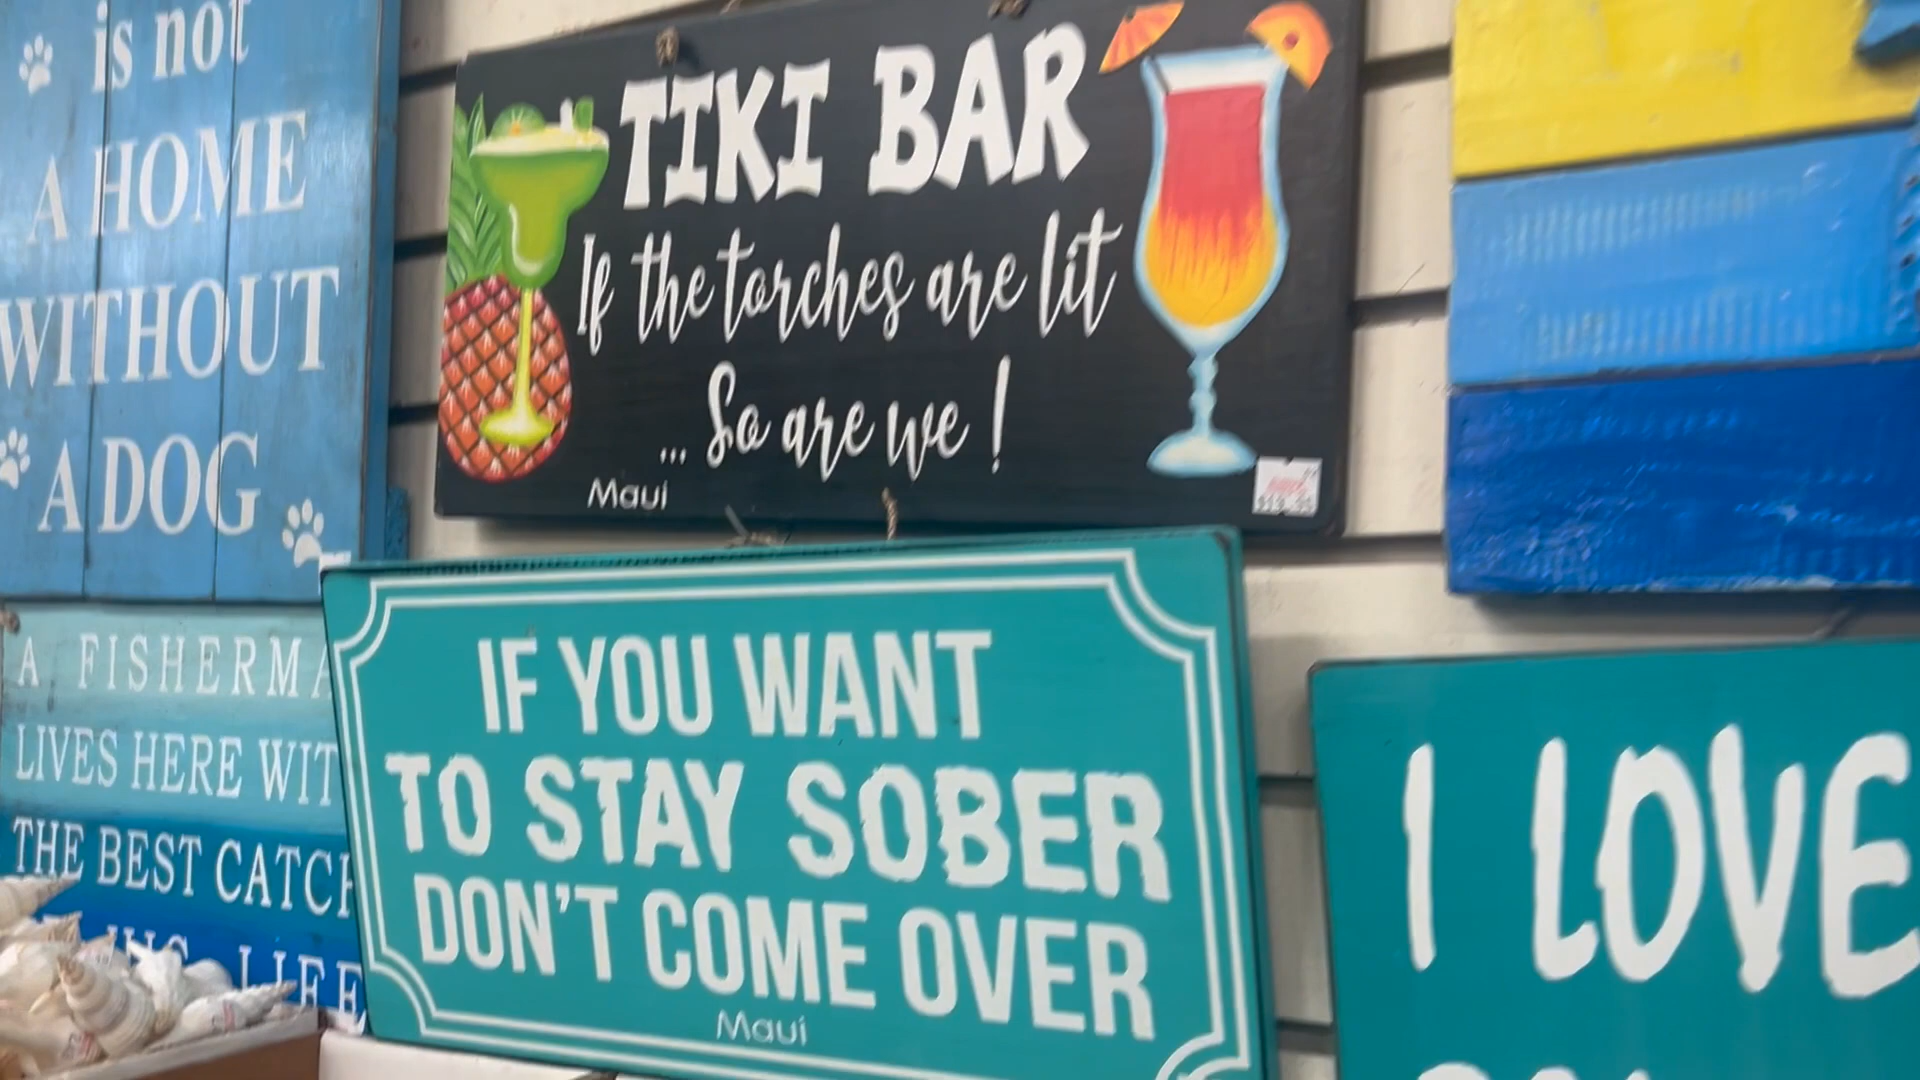 is not
A HOME
WITHOUT
A DOG
TIKI BAR
If the torches are lit
... So are we!
Maui
A FISHERMA
LIVES HERE WIT
THE BEST CATCH
LIFE
IF YOU WANT
TO STAY SOBER
DON'T COME OVER
Maui
I LOVE